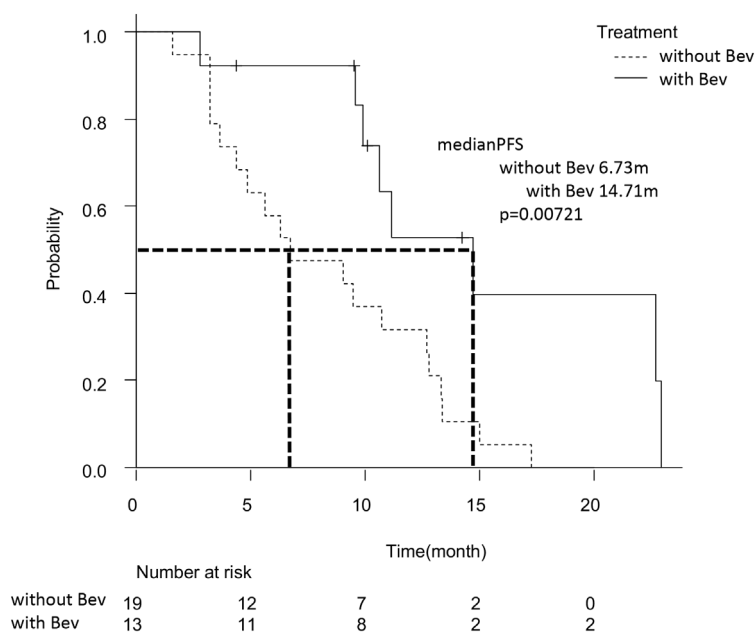 Treatment
without Bev
with Bev
medianPFS
without Bev 6.73m
with Bev 14.71m
p=0.00721
Probability
1.0
0.8
0.6
0.4
0.2
0.0
0 5 10 15 20
Time(month)
Number at risk
without Bev 19 12 7 2 0
with Bev 13 11 8 2 2